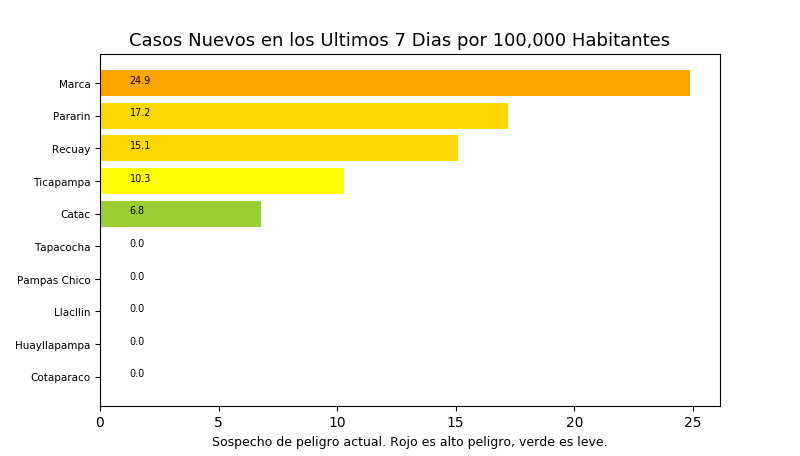 Casos Nuevos en los Ultimos 7 Dias por 100,000 Habitantes
Marca 24.9
Pararin 17.2
Recuay 15.1
Ticapampa 10.3
Catac 6.8
Tapacocha 0.0
Pampas Chico 0.0
Llacllin 0.0
Huayllapampa 0.0
Cotaparaco 0.0
0 5 10 15 20 25
Sospecho de peligro actual. Rojo es alto peligro, verde es leve.